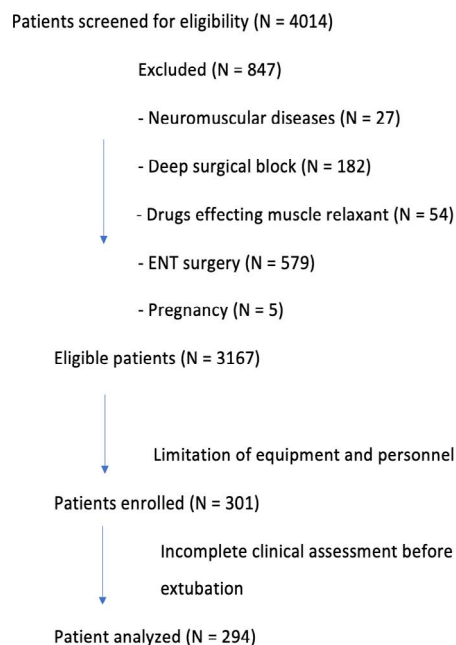 Patients screened for eligibility (N = 4014)
Excluded (N = 847)
- Neuromuscular diseases (N = 27)
- Deep surgical block (N = 182)
- Drugs effecting muscle relaxant (N = 54)
- ENT surgery (N = 579)
- Pregnancy (N = 5)
Eligible patients (N = 3167)
Limitation of equipment and personnel
Patients enrolled (N = 301)
Incomplete clinical assessment before
extubation
Patient analyzed (N = 294)